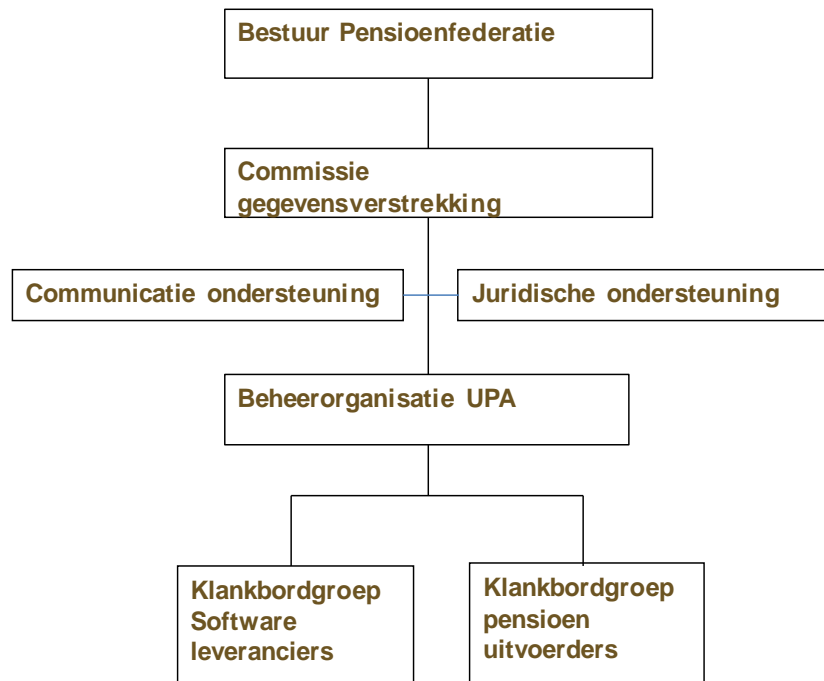 Bestuur Pensioenfederatie
Commissie
gegevensverstrekking
Communicatie ondersteuning
Juridische ondersteuning
Beheerorganisatie UPA
Klankbordgroep
Software
leveranciers
Klankbordgroep
pensioen
uitvoerders